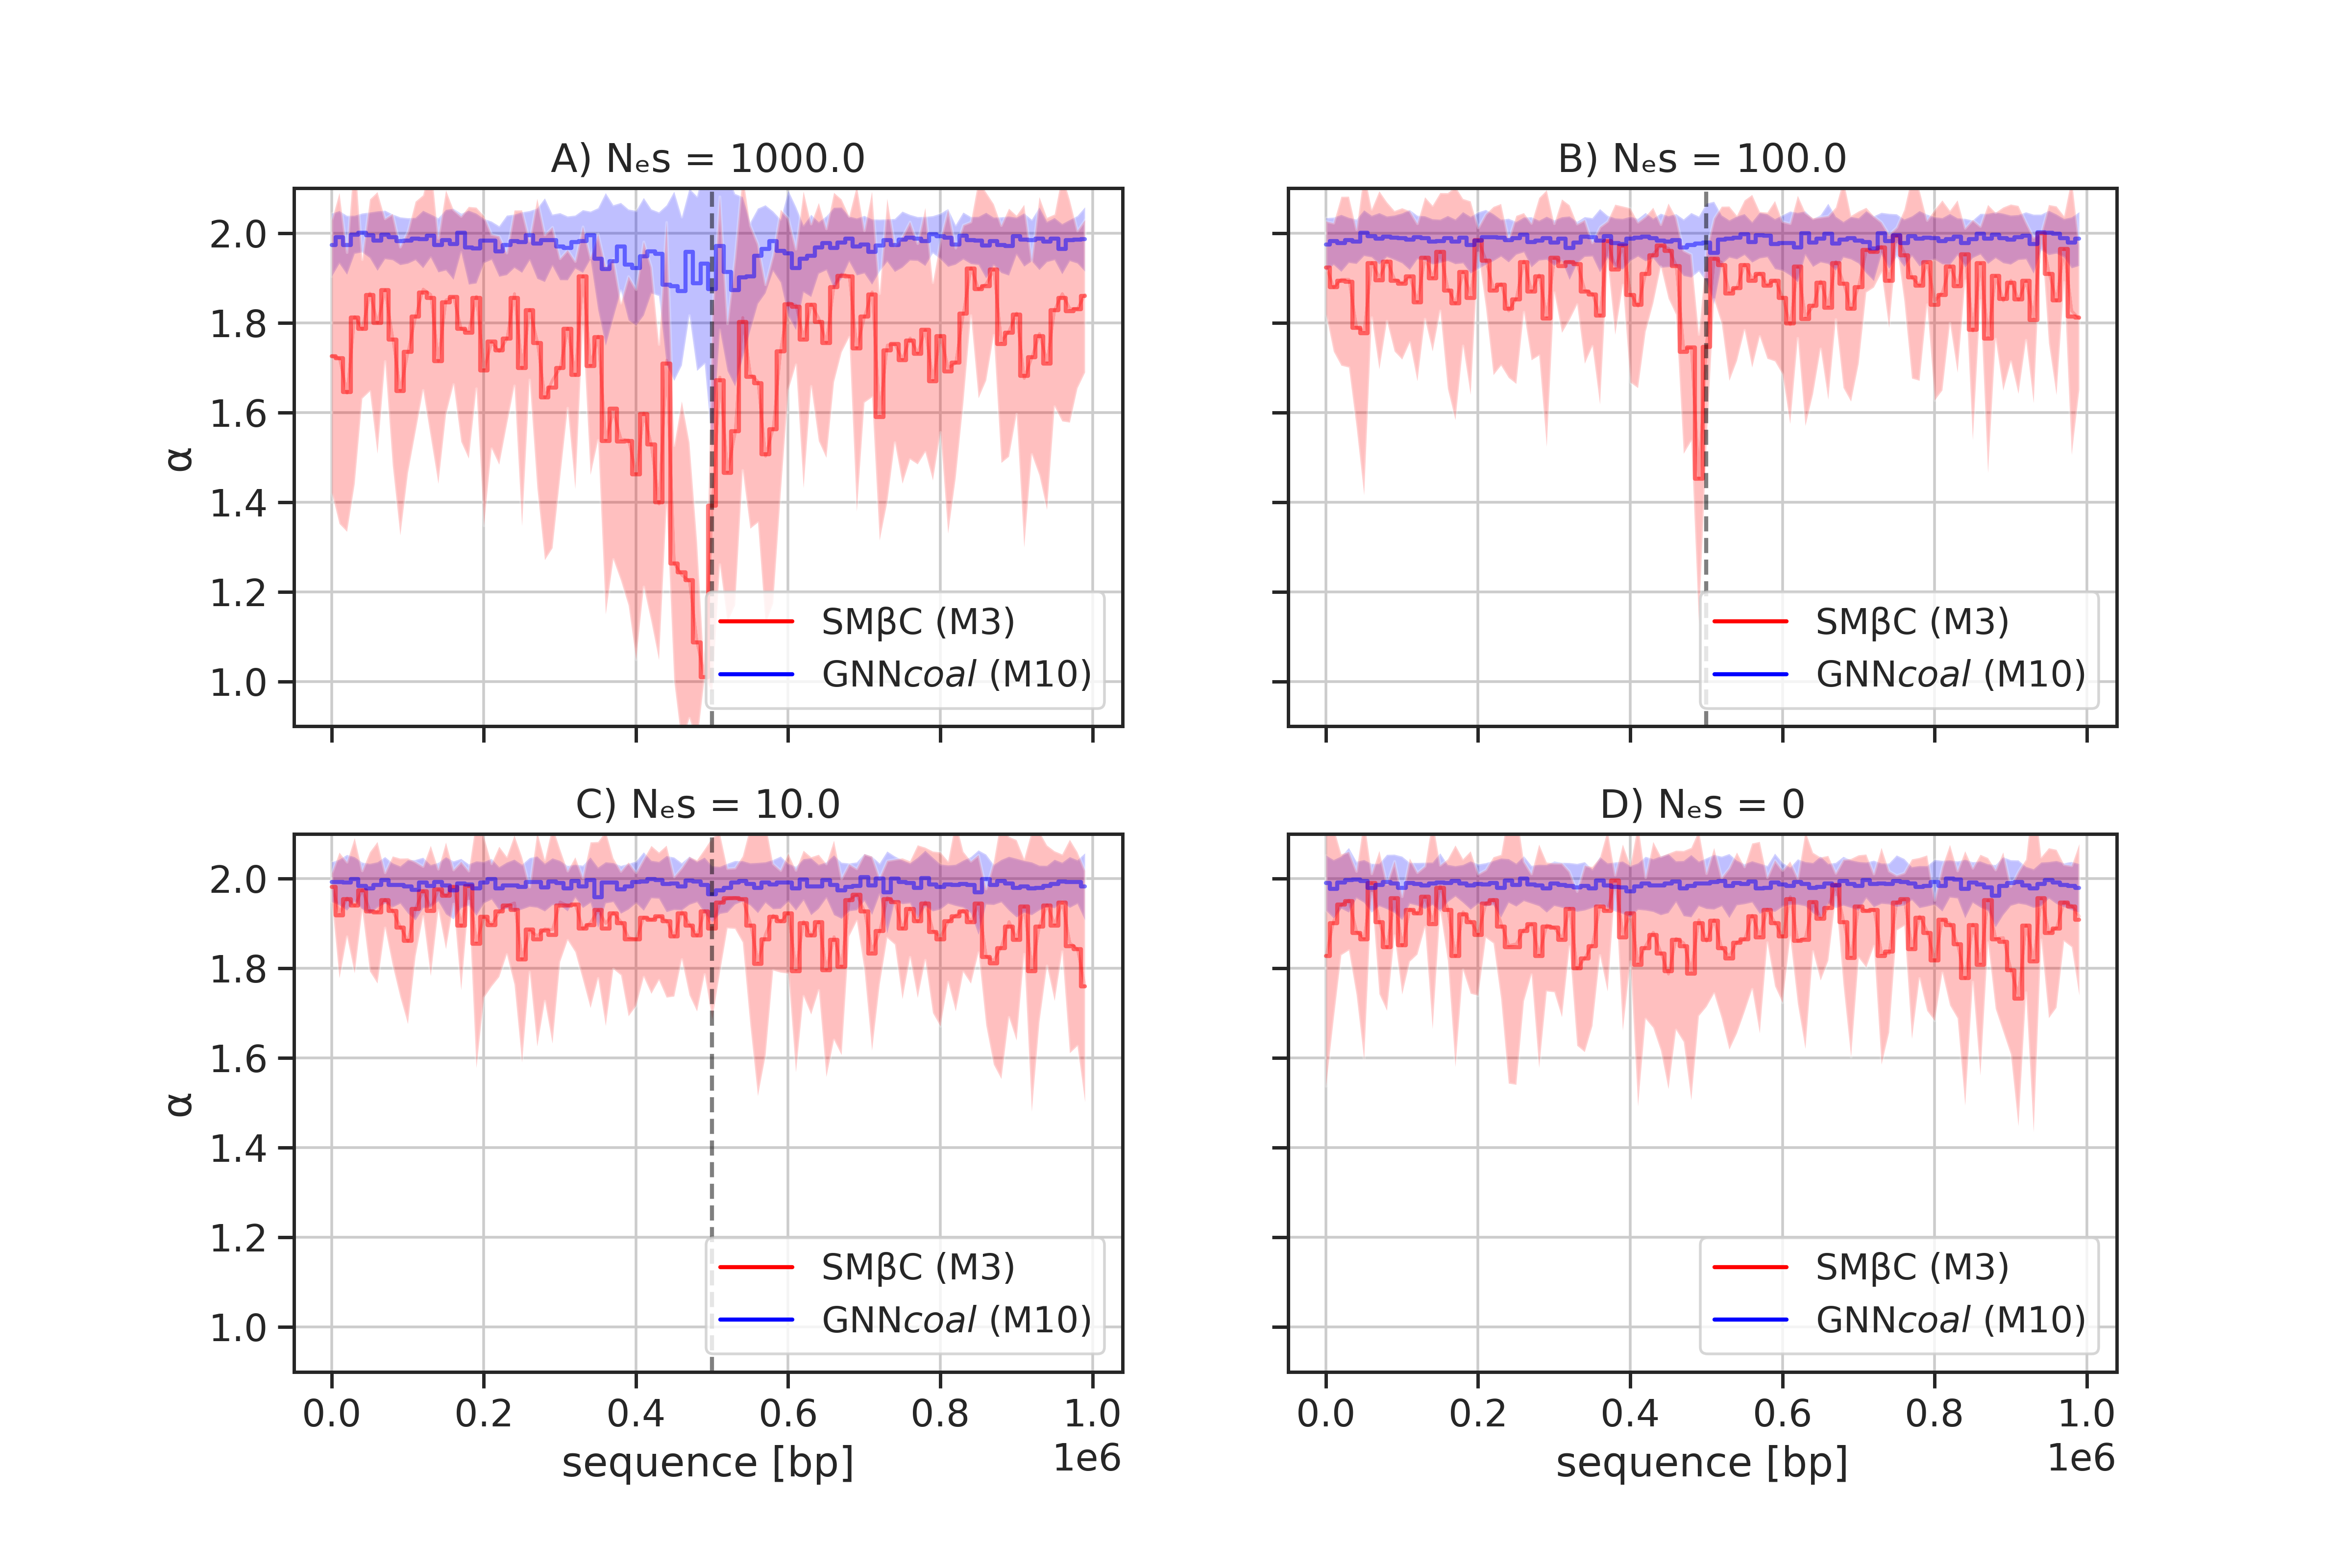 A) Nₑs = 1000.0
α
2.0
1.8
1.6
1.4
1.2
1.0
SMβC (M3)
GNNcoal (M10)
B) Nₑs = 100.0
SMβC (M3)
GNNcoal (M10)
C) Nₑs = 10.0
α
2.0
1.8
1.6
1.4
1.2
1.0
SMβC (M3)
GNNcoal (M10)
0.0 0.2 0.4 0.6 0.8 1.0
sequence [bp] 1e6
D) Nₑs = 0
SMβC (M3)
GNNcoal (M10)
0.0 0.2 0.4 0.6 0.8 1.0
sequence [bp] 1e6